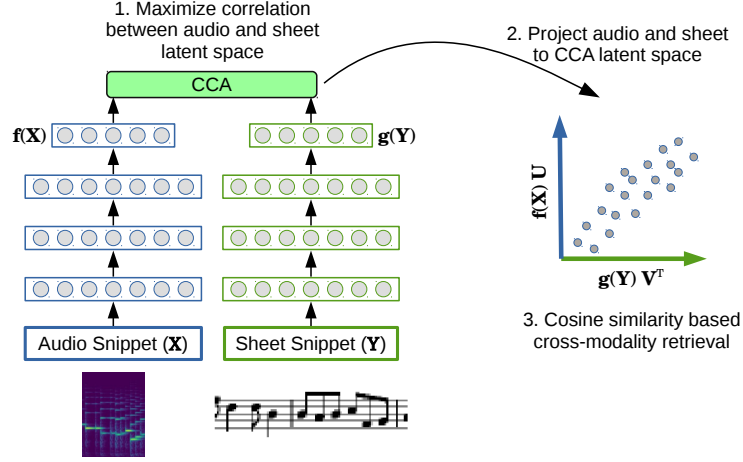 1. Maximize correlation
between audio and sheet
latent space
2. Project audio and sheet
to CCA latent space
CCA
f(X)
g(Y)
f(X) U
g(Y) Vᵀ
Audio Snippet (X)
Sheet Snippet (Y)
3. Cosine similarity based
cross-modality retrieval